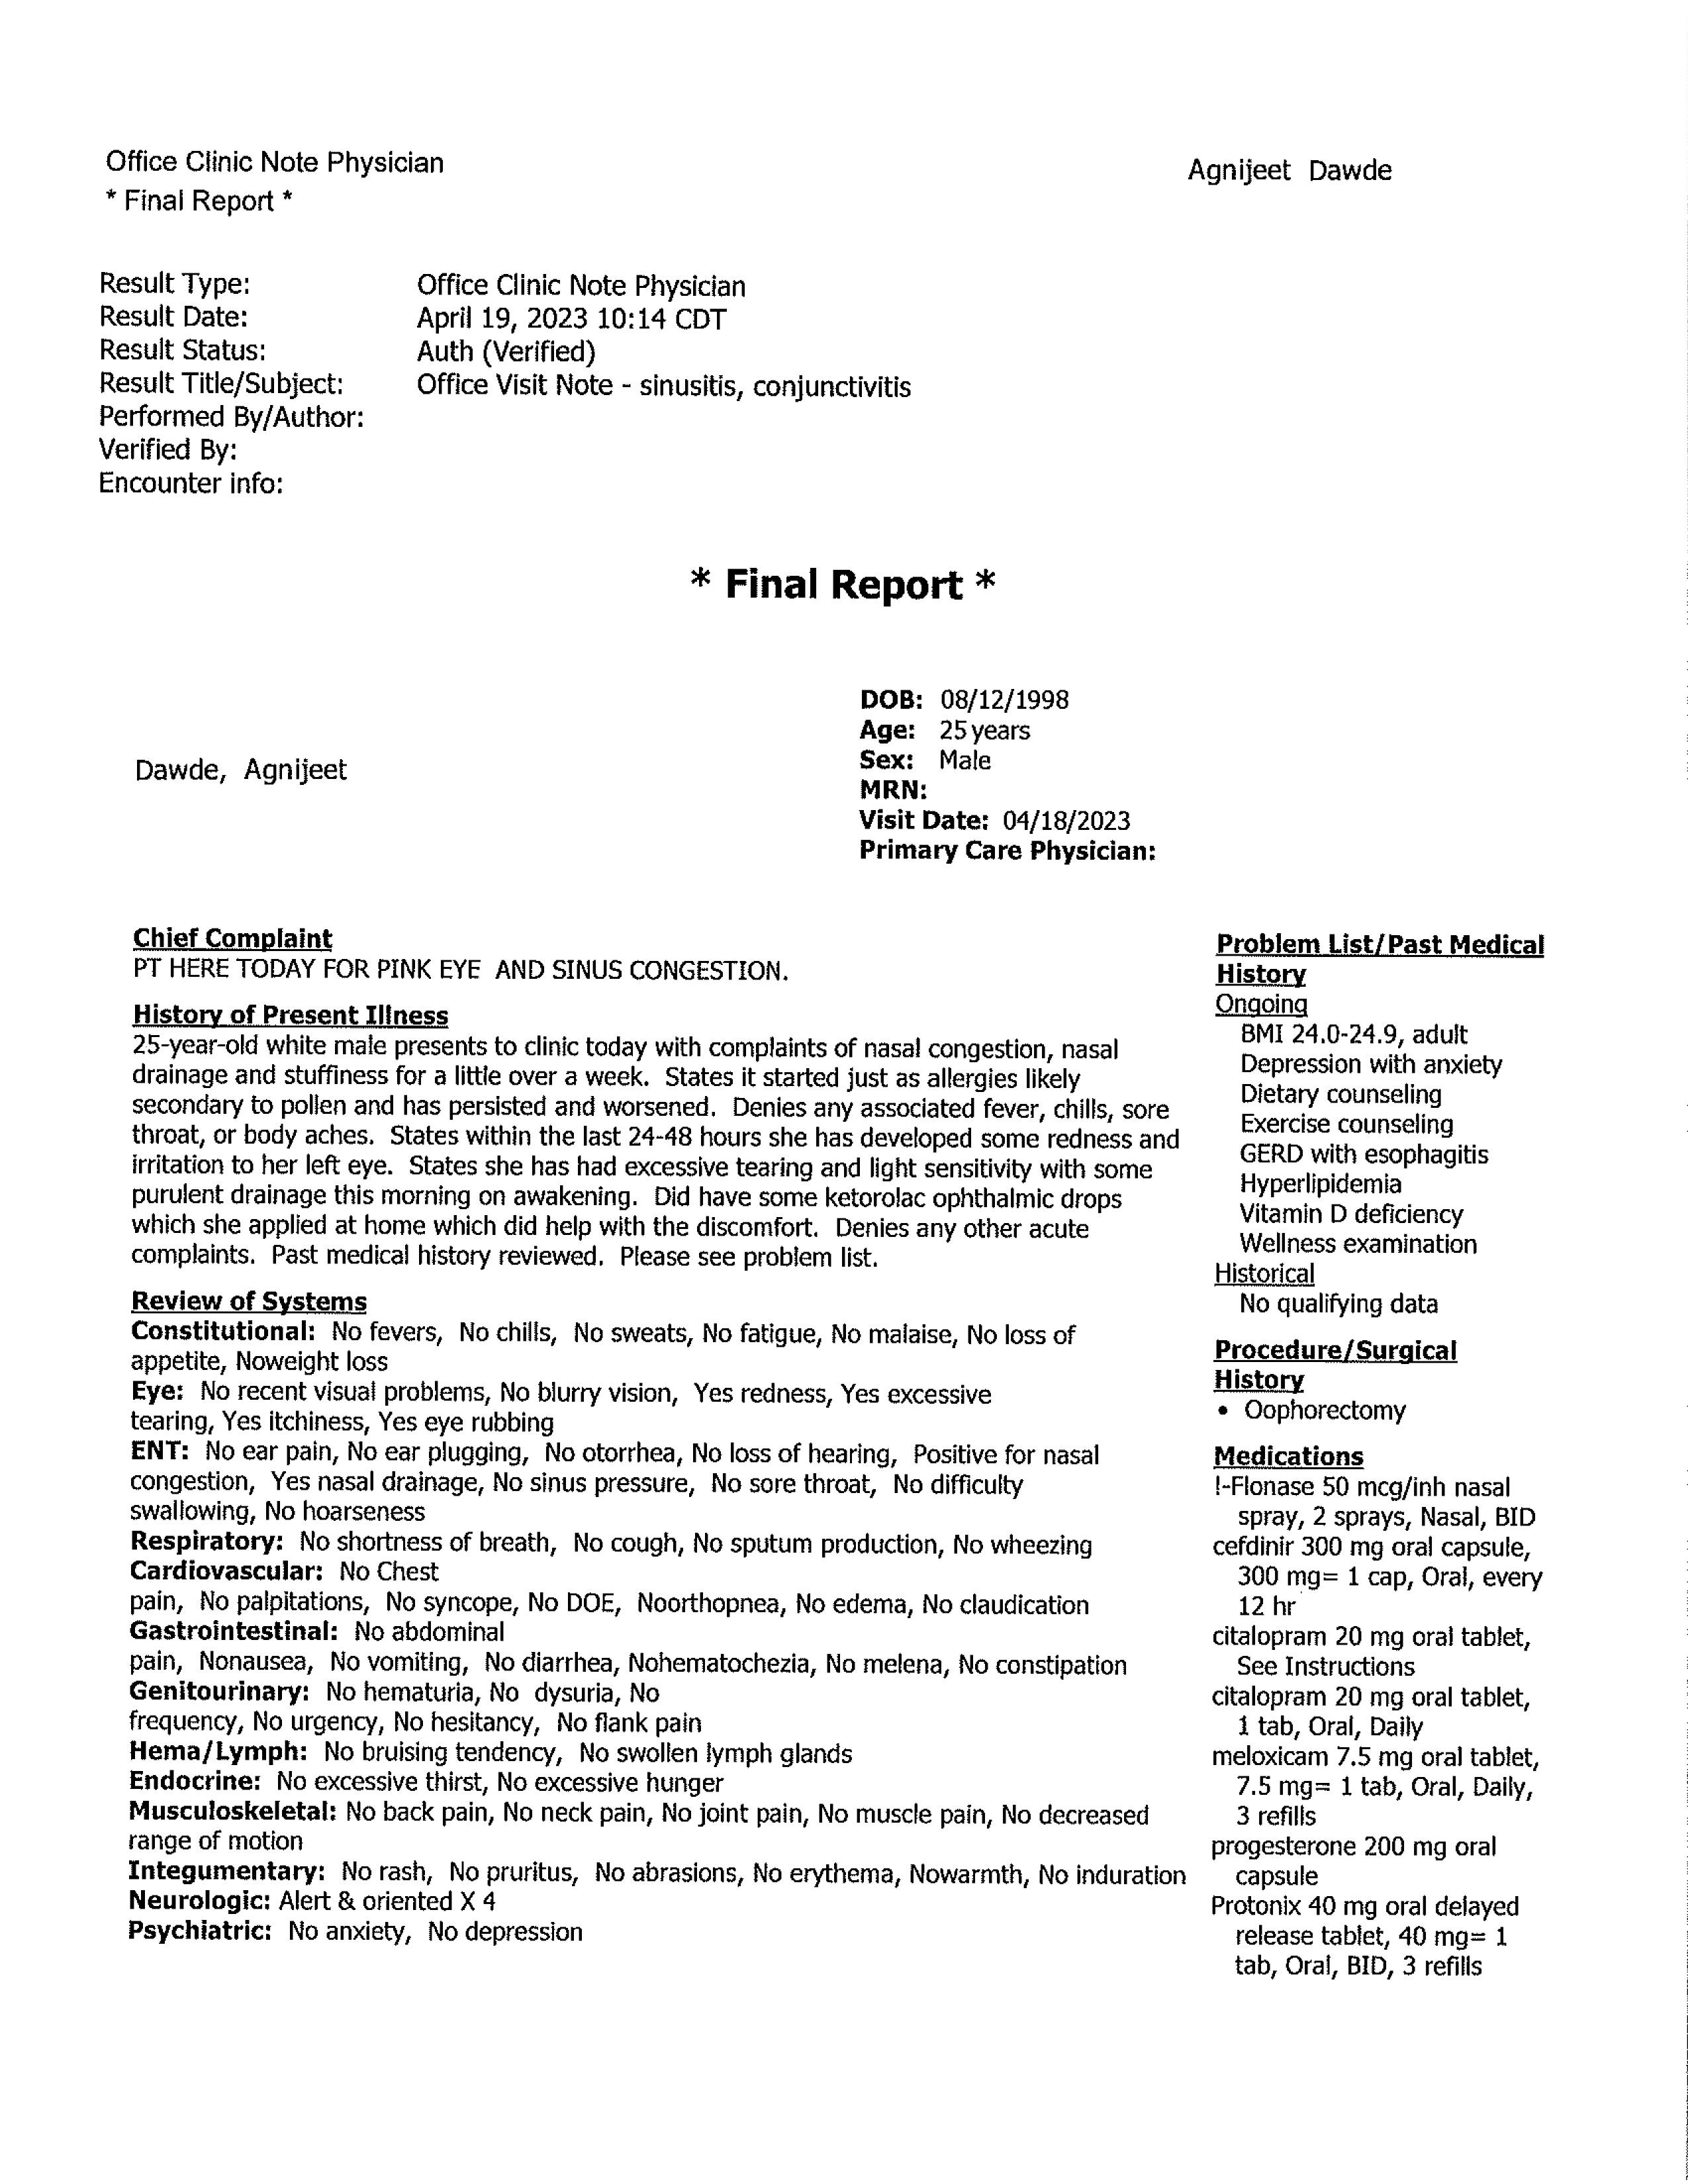 Office Clinic Note Physician
Agnijeet Dawde
* Final Report *
Result Type: Office Clinic Note Physician
Result Date: April 19, 2023 10:14 CDT
Result Status: Auth (Verified)
Result Title/Subject: Office Visit Note - sinusitis, conjunctivitis
Performed By/Author:
Verified By:
Encounter info:
* Final Report *
DOB: 08/12/1998
Age: 25 years
Sex: Male
Dawde, Agnijeet
MRN:
Visit Date: 04/18/2023
Primary Care Physician:
Chief Complaint
PT HERE TODAY FOR PINK EYE AND SINUS CONGESTION.
History of Present Illness
25-year-old white male presents to clinic today with complaints of nasal congestion, nasal
drainage and stuffiness for a little over a week. States it started just as allergies likely
secondary to pollen and has persisted and worsened. Denies any associated fever, chills, sore
throat, or body aches. States within the last 24-48 hours she has developed some redness and
irritation to her left eye. States she has had excessive tearing and light sensitivity with some
purulent drainage this morning on awakening. Did have some ketorolac ophthalmic drops
which she applied at home which did help with the discomfort. Denies any other acute
complaints. Past medical history reviewed. Please see problem list.
Review of Systems
Constitutional: No fevers, No chills, No sweats, No fatigue, No malaise, No loss of
appetite, Noweight loss
Eye: No recent visual problems, No blurry vision, Yes redness, Yes excessive
tearing, Yes itchiness, Yes eye rubbing
ENT: No ear pain, No ear plugging, No otorrhea, No loss of hearing, Positive for nasal
congestion, Yes nasal drainage, No sinus pressure, No sore throat, No difficulty
swallowing, No hoarseness
Respiratory: No shortness of breath, No cough, No sputum production, No wheezing
Cardiovascular: No Chest
pain, No palpitations, No syncope, No DOE, Noorthopnea, No edema, No claudication
Gastrointestinal: No abdominal
pain, Nonausea, No vomiting, No diarrhea, Nohematochezia, No melena, No constipation
Genitourinary: No hematuria, No dysuria, No
frequency, No urgency, No hesitancy, No flank pain
Hema/Lymph: No bruising tendency, No swollen lymph glands
Endocrine: No excessive thirst, No excessive hunger
Musculoskeletal: No back pain, No neck pain, No joint pain, No muscle pain, No decreased
range of motion
Integumentary: No rash, No pruritus, No abrasions, No erythema, Nowarmth, No induration
Neurologic: Alert & oriented X 4
Psychiatric: No anxiety, No depression
Problem List/Past Medical
History
Ongoing
BMI 24.0-24.9, adult
Depression with anxiety
Dietary counseling
Exercise counseling
GERD with esophagitis
Hyperlipidemia
Vitamin D deficiency
Wellness examination
Historical
No qualifying data
Procedure/Surgical
History
• Oophorectomy
Medications
!-Flonase 50 mcg/inh nasal
spray, 2 sprays, Nasal, BID
cefdinir 300 mg oral capsule,
300 mg= 1 cap, Oral, every
12 hr
citalopram 20 mg oral tablet,
See Instructions
citalopram 20 mg oral tablet,
1 tab, Oral, Daily
meloxicam 7.5 mg oral tablet,
7.5 mg= 1 tab, Oral, Daily,
3 refills
progesterone 200 mg oral
capsule
Protonix 40 mg oral delayed
release tablet, 40 mg= 1
tab, Oral, BID, 3 refills